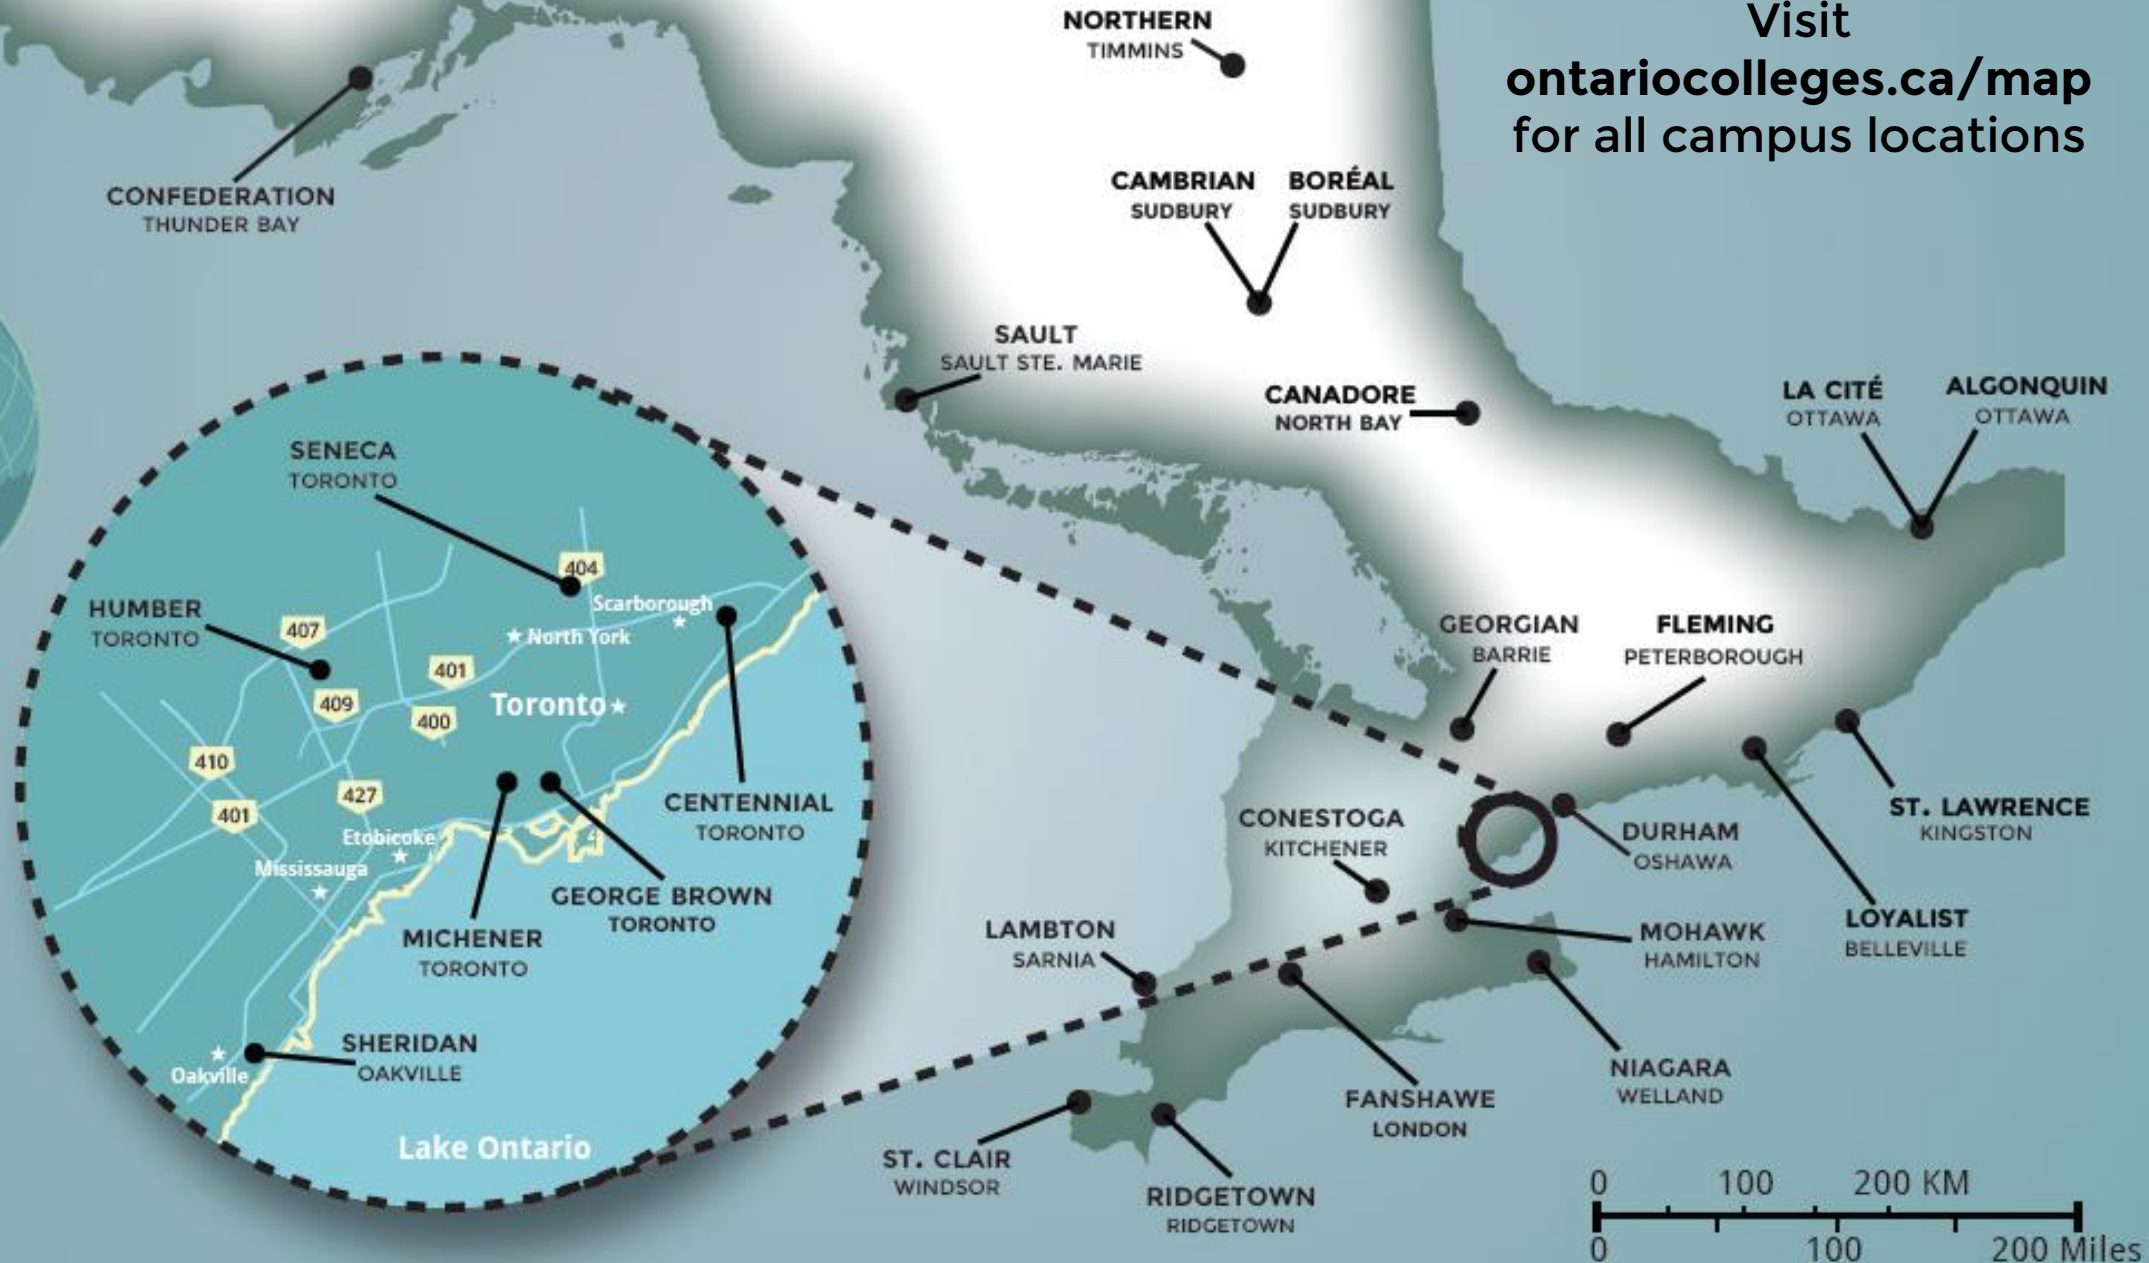 Visit
ontariocolleges.ca/map
for all campus locations
NORTHERN
TIMMINS
CONFEDERATION
THUNDER BAY
CAMBRIAN
SUDBURY
BORÉAL
SUDBURY
SAULT
SAULT STE. MARIE
CANADORE
NORTH BAY
LA CITÉ
OTTAWA
ALGONQUIN
OTTAWA
SENECA
TORONTO
404
Scarborough
HUMBER
TORONTO
407
North York
401
409
400
Toronto
410
401
427
Etobicoke
Mississauga
CENTENNIAL
TORONTO
GEORGE BROWN
TORONTO
MICHENER
TORONTO
SHERIDAN
OAKVILLE
Oakville
Lake Ontario
GEORGIAN
BARRIE
FLEMING
PETERBOROUGH
CONESTOGA
KITCHENER
DURHAM
OSHAWA
ST. LAWRENCE
KINGSTON
LOYALIST
BELLEVILLE
LAMBTON
SARNIA
MOHAWK
HAMILTON
NIAGARA
WELLAND
FANSHAWE
LONDON
ST. CLAIR
WINDSOR
RIDGETOWN
RIDGETOWN
0 100 200 KM
0 100 200 Miles